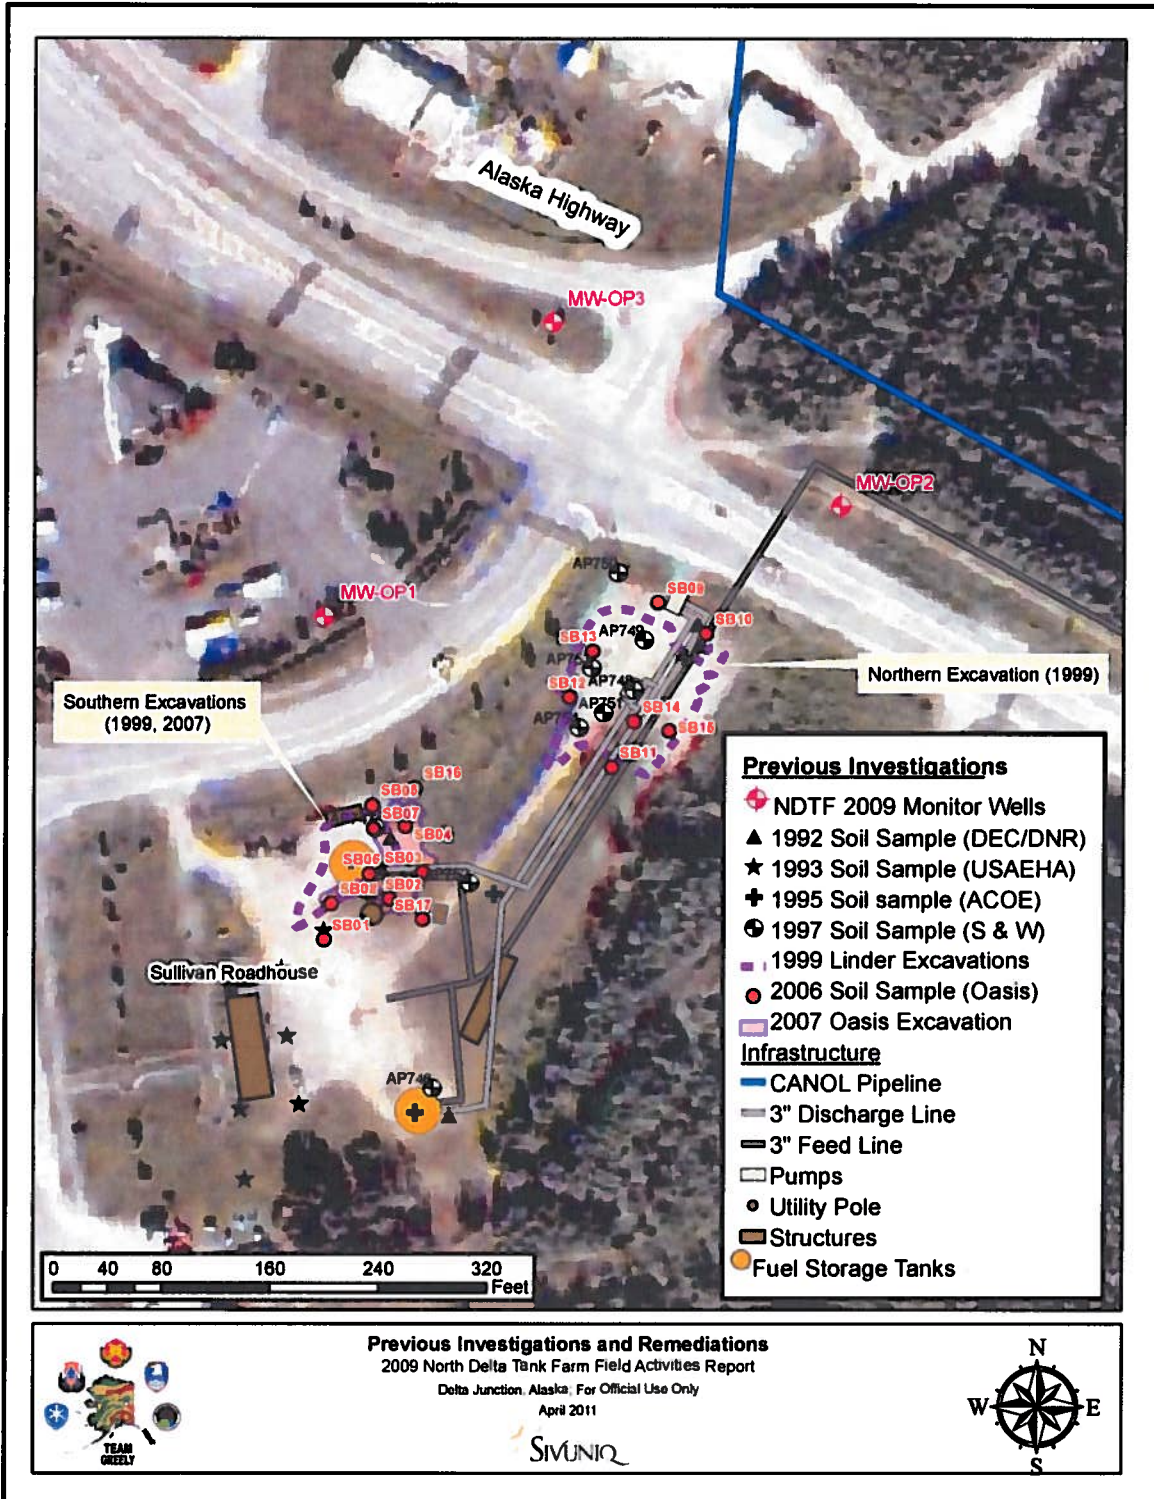 Alaska Highway
MW-OP3
MW-OP2
AP750
SB09
MW-OP1
SB10
AP749
SB13
Northern Excavation (1999)
SB12
AP751
SB14
SB15
Southern Excavations
(1999, 2007)
SB11
SB16
SB07
SB04
SB03
SB02
SB17
SB01
Sullivan Roadhouse
Previous Investigations
NDTF 2009 Monitor Wells
1992 Soil Sample (DEC/DNR)
1993 Soil Sample (USAEHA)
1995 Soil sample (ACOE)
1997 Soil Sample (S & W)
1999 Linder Excavations
2006 Soil Sample (Oasis)
2007 Oasis Excavation
Infrastructure
CANOL Pipeline
3" Discharge Line
3" Feed Line
Pumps
Utility Pole
Structures
Fuel Storage Tanks
0 40 80 160 240 320
Feet
Previous Investigations and Remediations
2009 North Delta Tank Farm Field Activities Report
Delta Junction, Alaska; For Official Use Only
April 2011
SIVUNIQ
TEAM
GREELY
N
W E
S